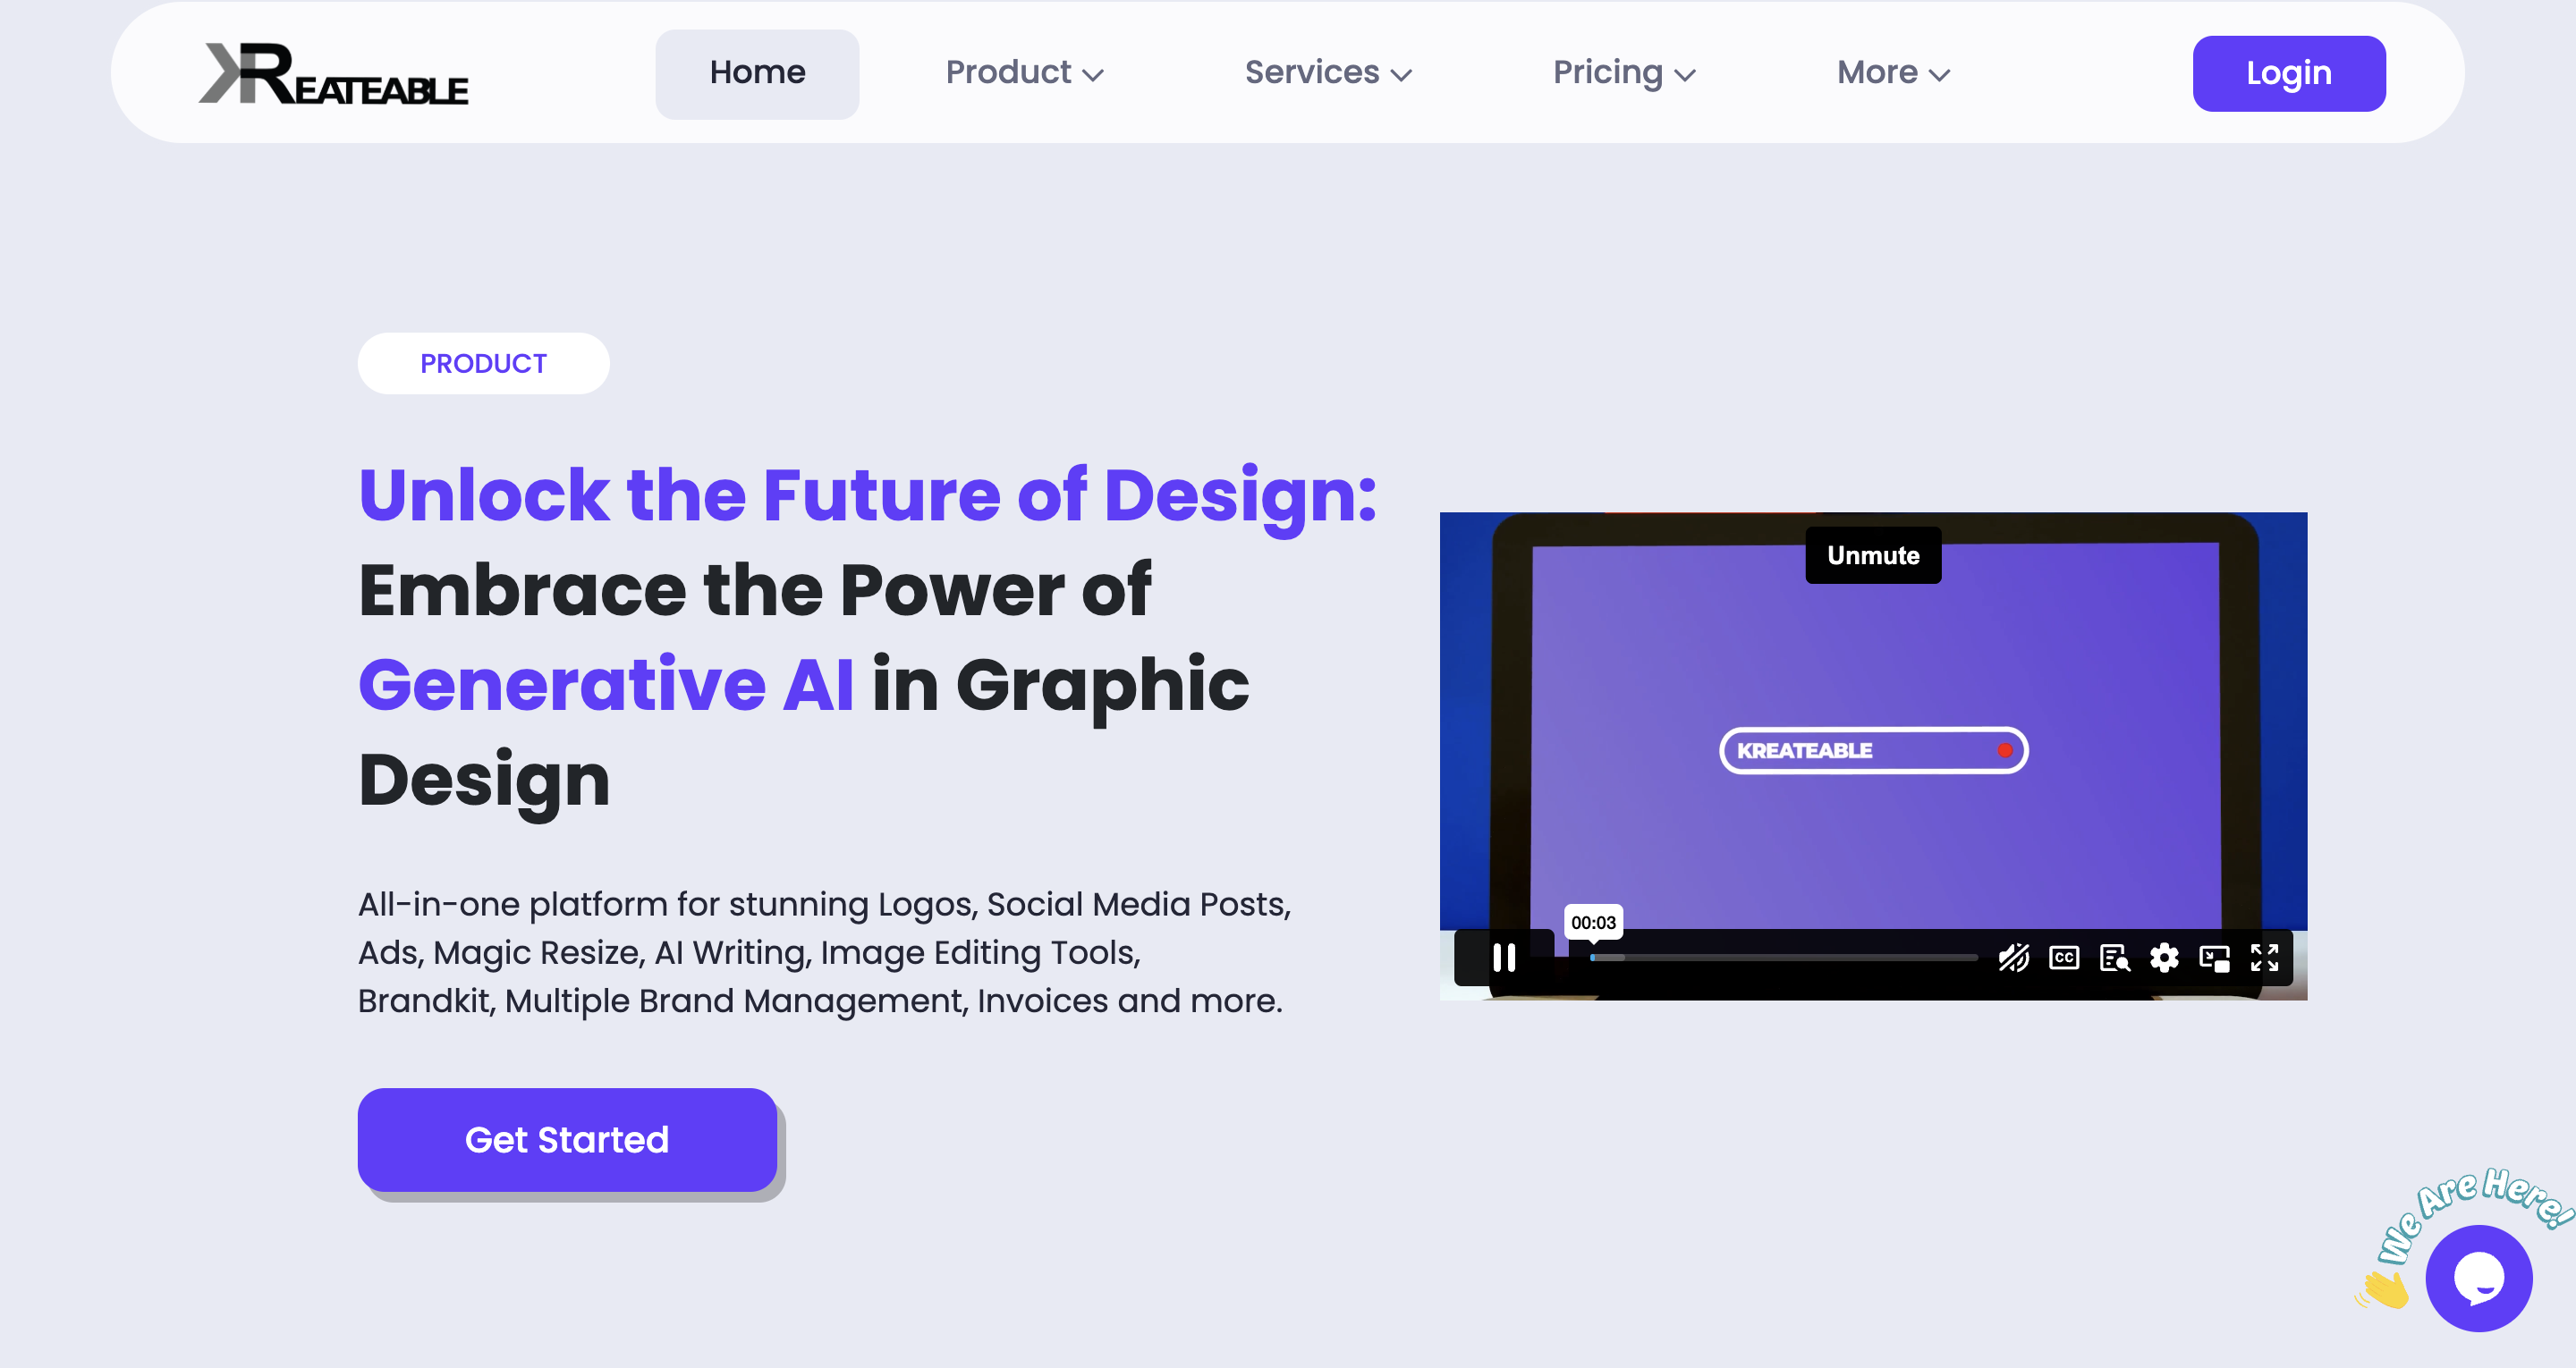 KREATEABLE
Home
Product
Services
Pricing
More
Login
PRODUCT
Unlock the Future of Design:
Embrace the Power of
Generative AI in Graphic
Design
All-in-one platform for stunning Logos, Social Media Posts,
Ads, Magic Resize, AI Writing, Image Editing Tools,
Brandkit, Multiple Brand Management, Invoices and more.
Get Started
Unmute
KREATEABLE
00:03
CC
We Are Here!